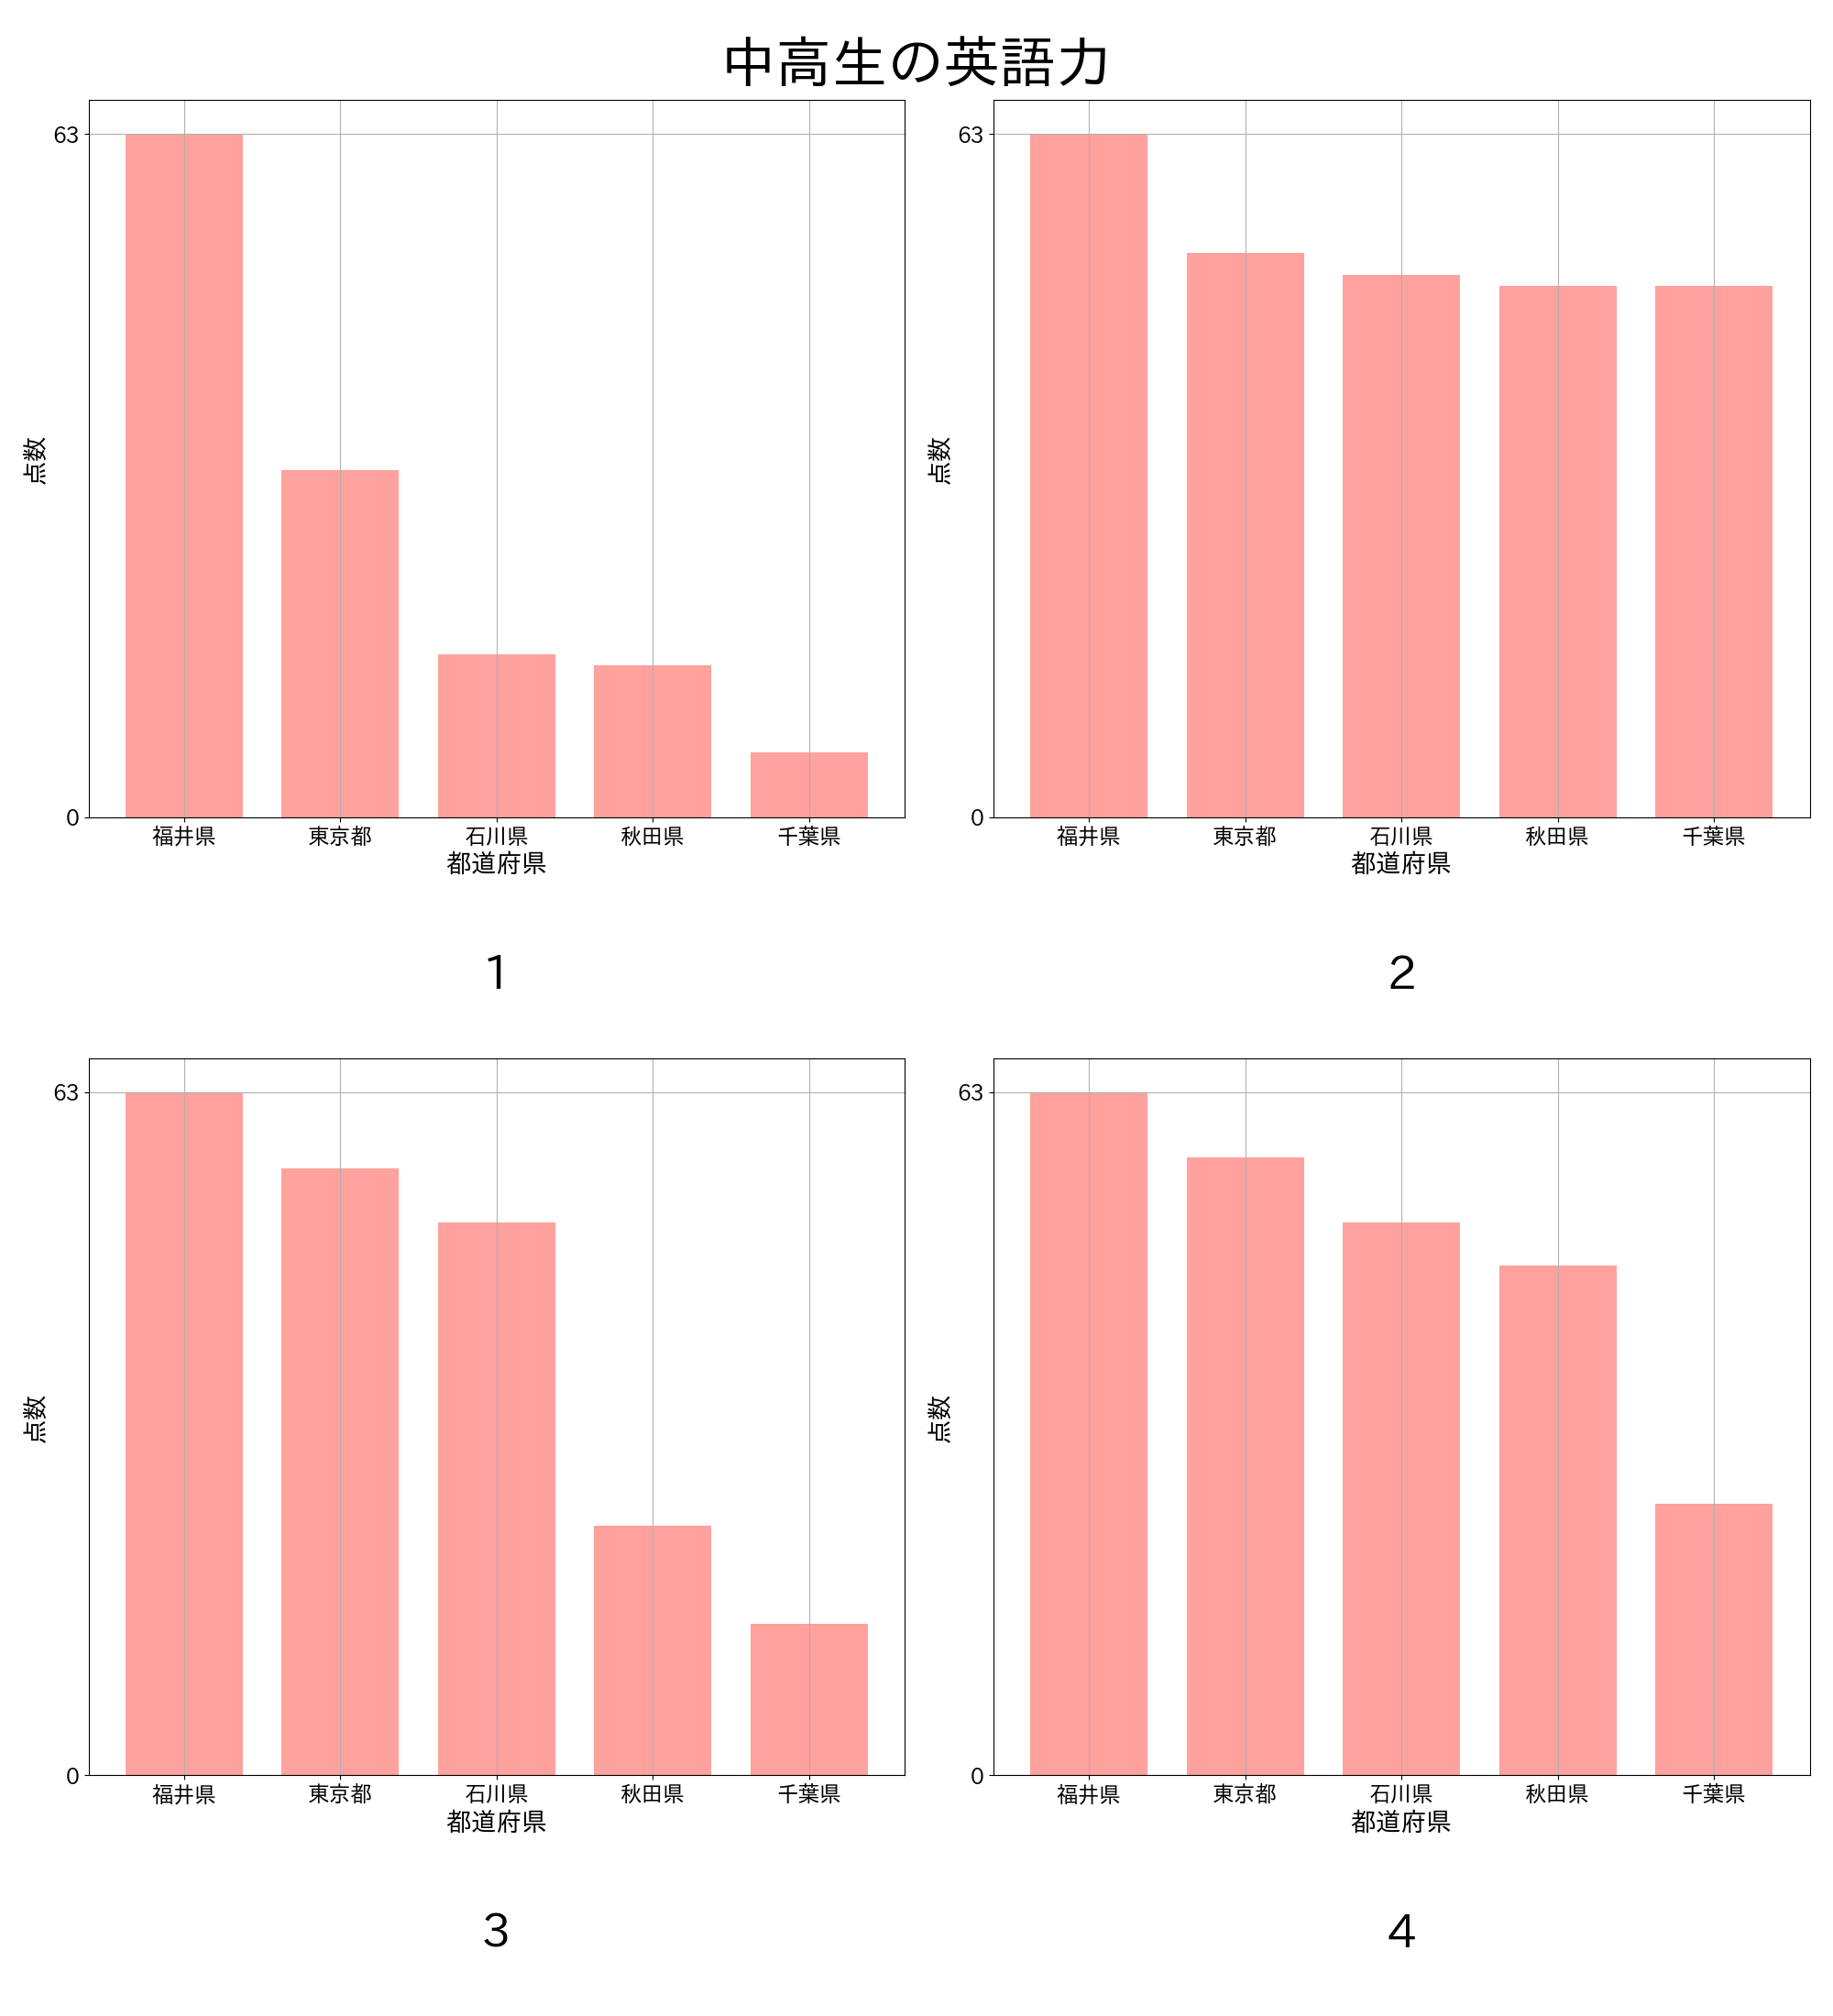 中高生の英語力
63
点数
0
福井県 東京都 石川県 秋田県 千葉県
都道府県
1
63
点数
0
福井県 東京都 石川県 秋田県 千葉県
都道府県
2
63
点数
0
福井県 東京都 石川県 秋田県 千葉県
都道府県
3
63
点数
0
福井県 東京都 石川県 秋田県 千葉県
都道府県
4